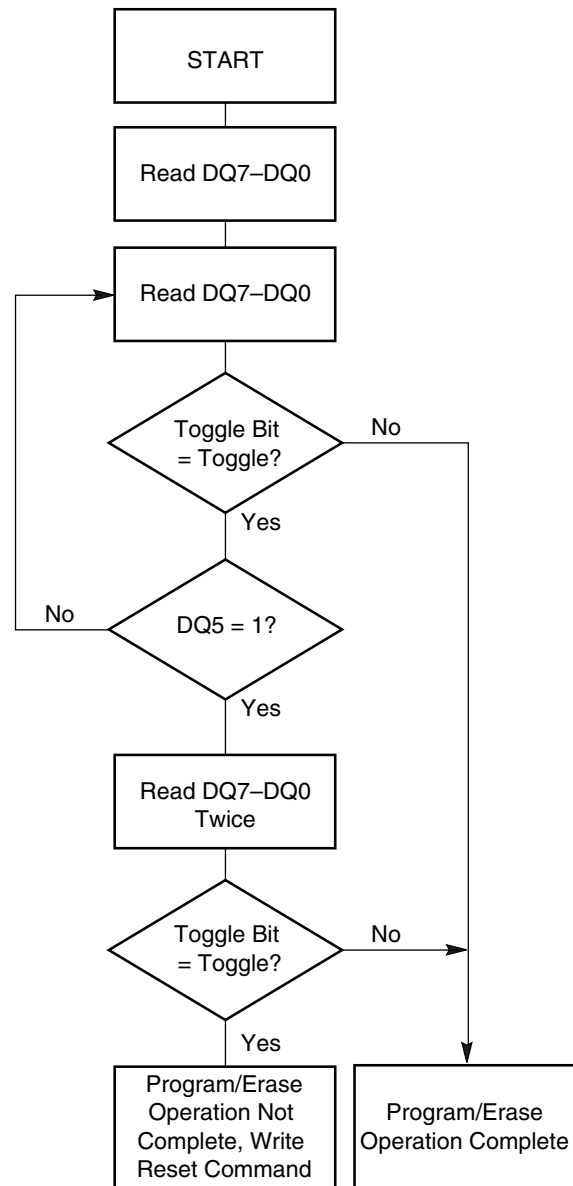 START
Read DQ7–DQ0
Read DQ7–DQ0
Toggle Bit
= Toggle?
No
Yes
No
DQ5 = 1?
Yes
Read DQ7–DQ0
Twice
Toggle Bit
= Toggle?
No
Yes
Program/Erase
Operation Not
Complete, Write
Reset Command
Program/Erase
Operation Complete